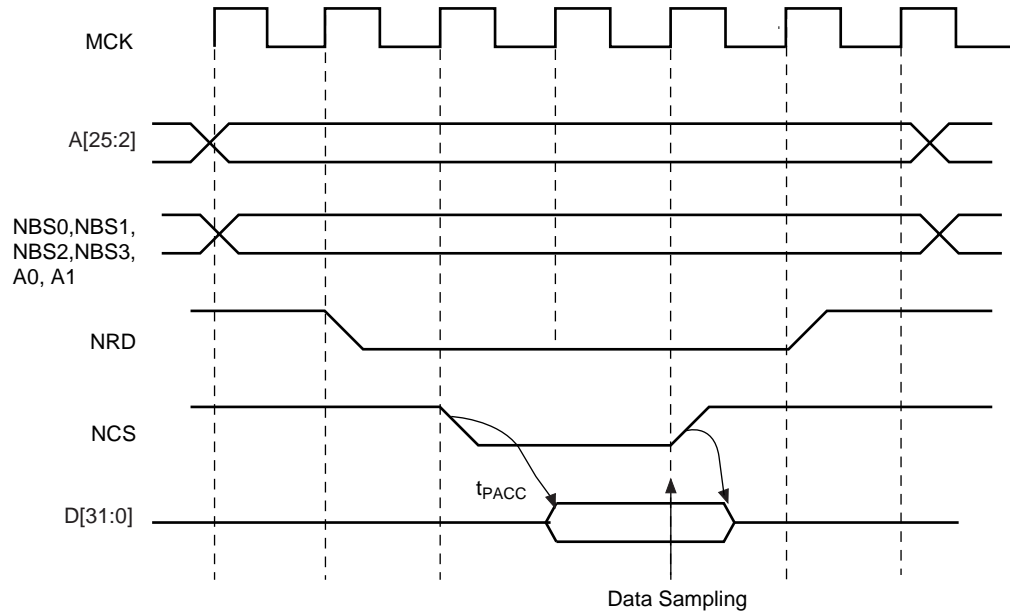 MCK
A[25:2]
NBS0,NBS1,
NBS2,NBS3,
A0, A1
NRD
NCS
tPACC
D[31:0]
Data Sampling